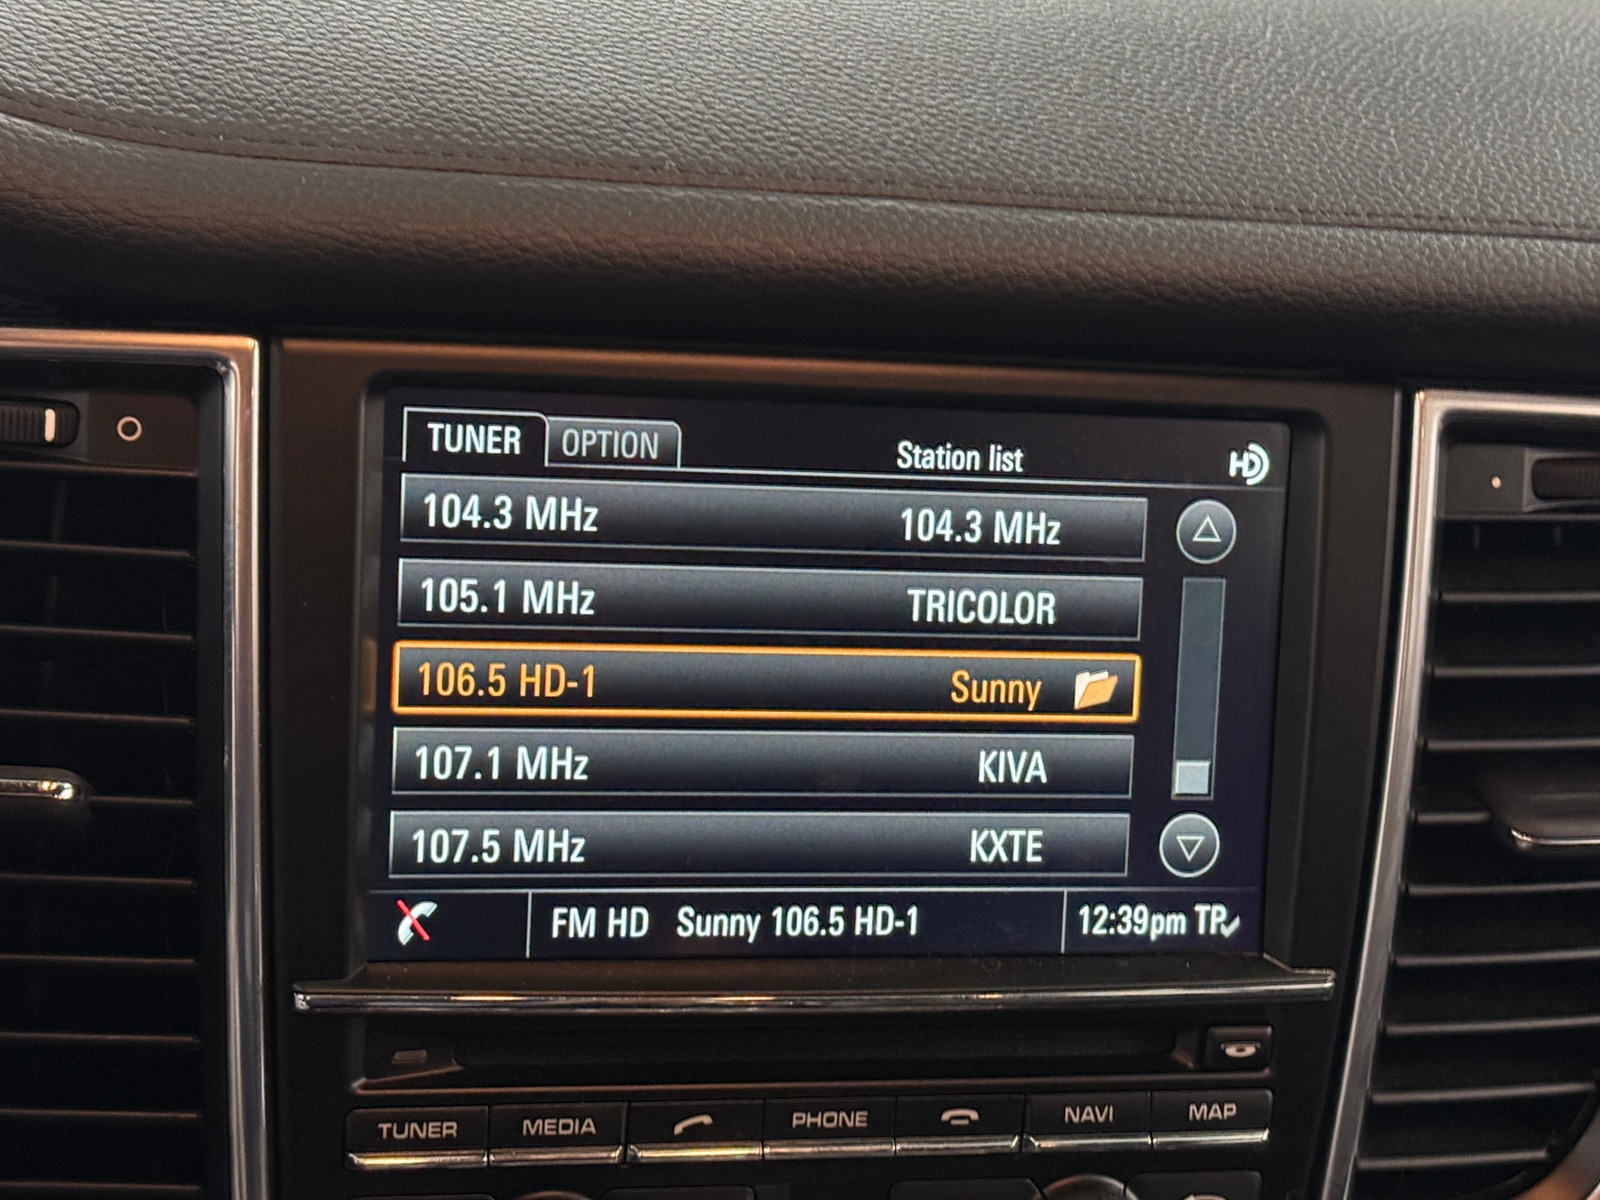 TUNER OPTION Station list HD
104.3 MHz 104.3 MHz
105.1 MHz TRICOLOR
106.5 HD-1 Sunny
107.1 MHz KIVA
107.5 MHz KXTE
FM HD Sunny 106.5 HD-1 12:39pm TP
TUNER MEDIA PHONE NAVI MAP